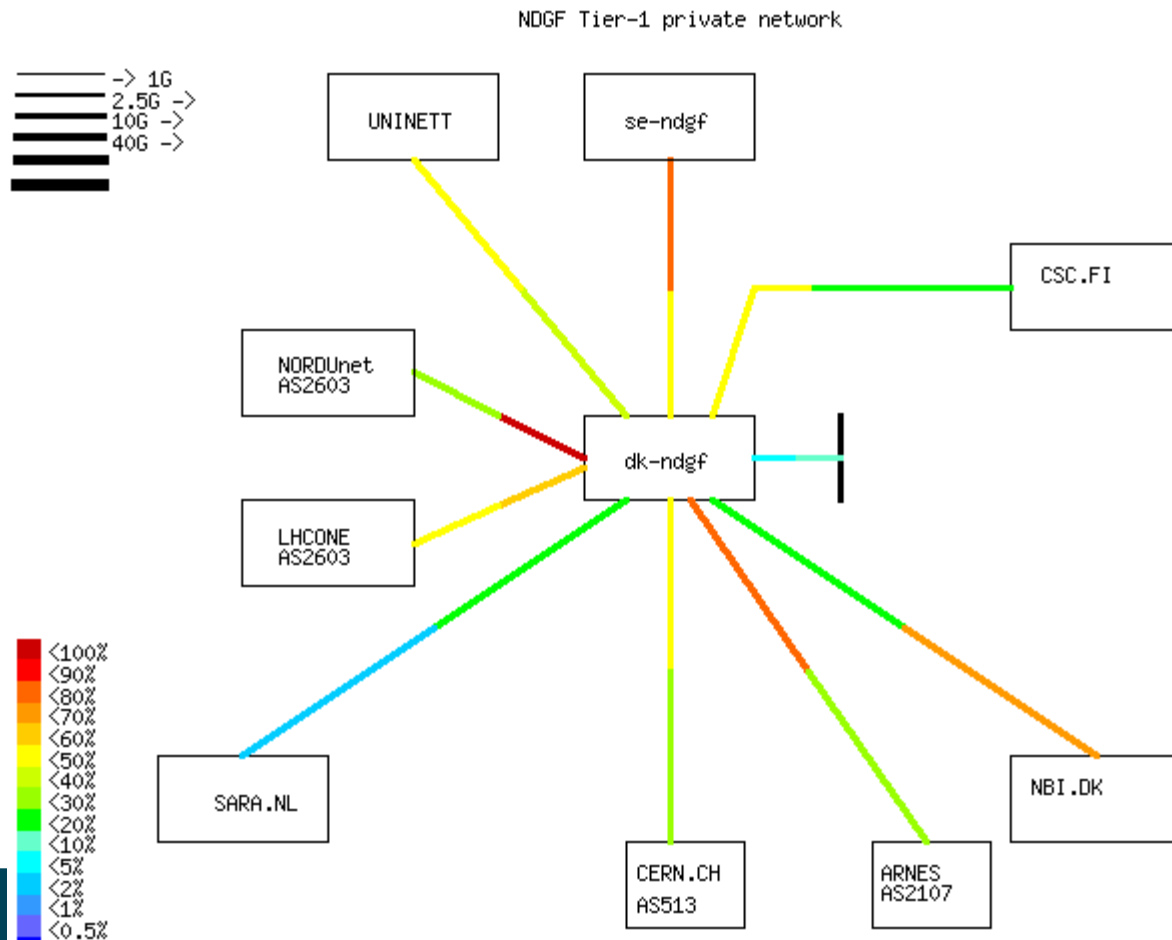 NDGF Tier-1 private network
-> 1G
2.5G ->
10G ->
40G ->
UNINETT
se-ndgf
CSC.FI
NORDUnet
AS2603
dk-ndgf
LHCONE
AS2603
<100%
<90%
<80%
<70%
<60%
<50%
<40%
<30%
<20%
<10%
<5%
<2%
<1%
<0.5%
SARA.NL
NBI.DK
CERN.CH
AS513
ARNES
AS2107